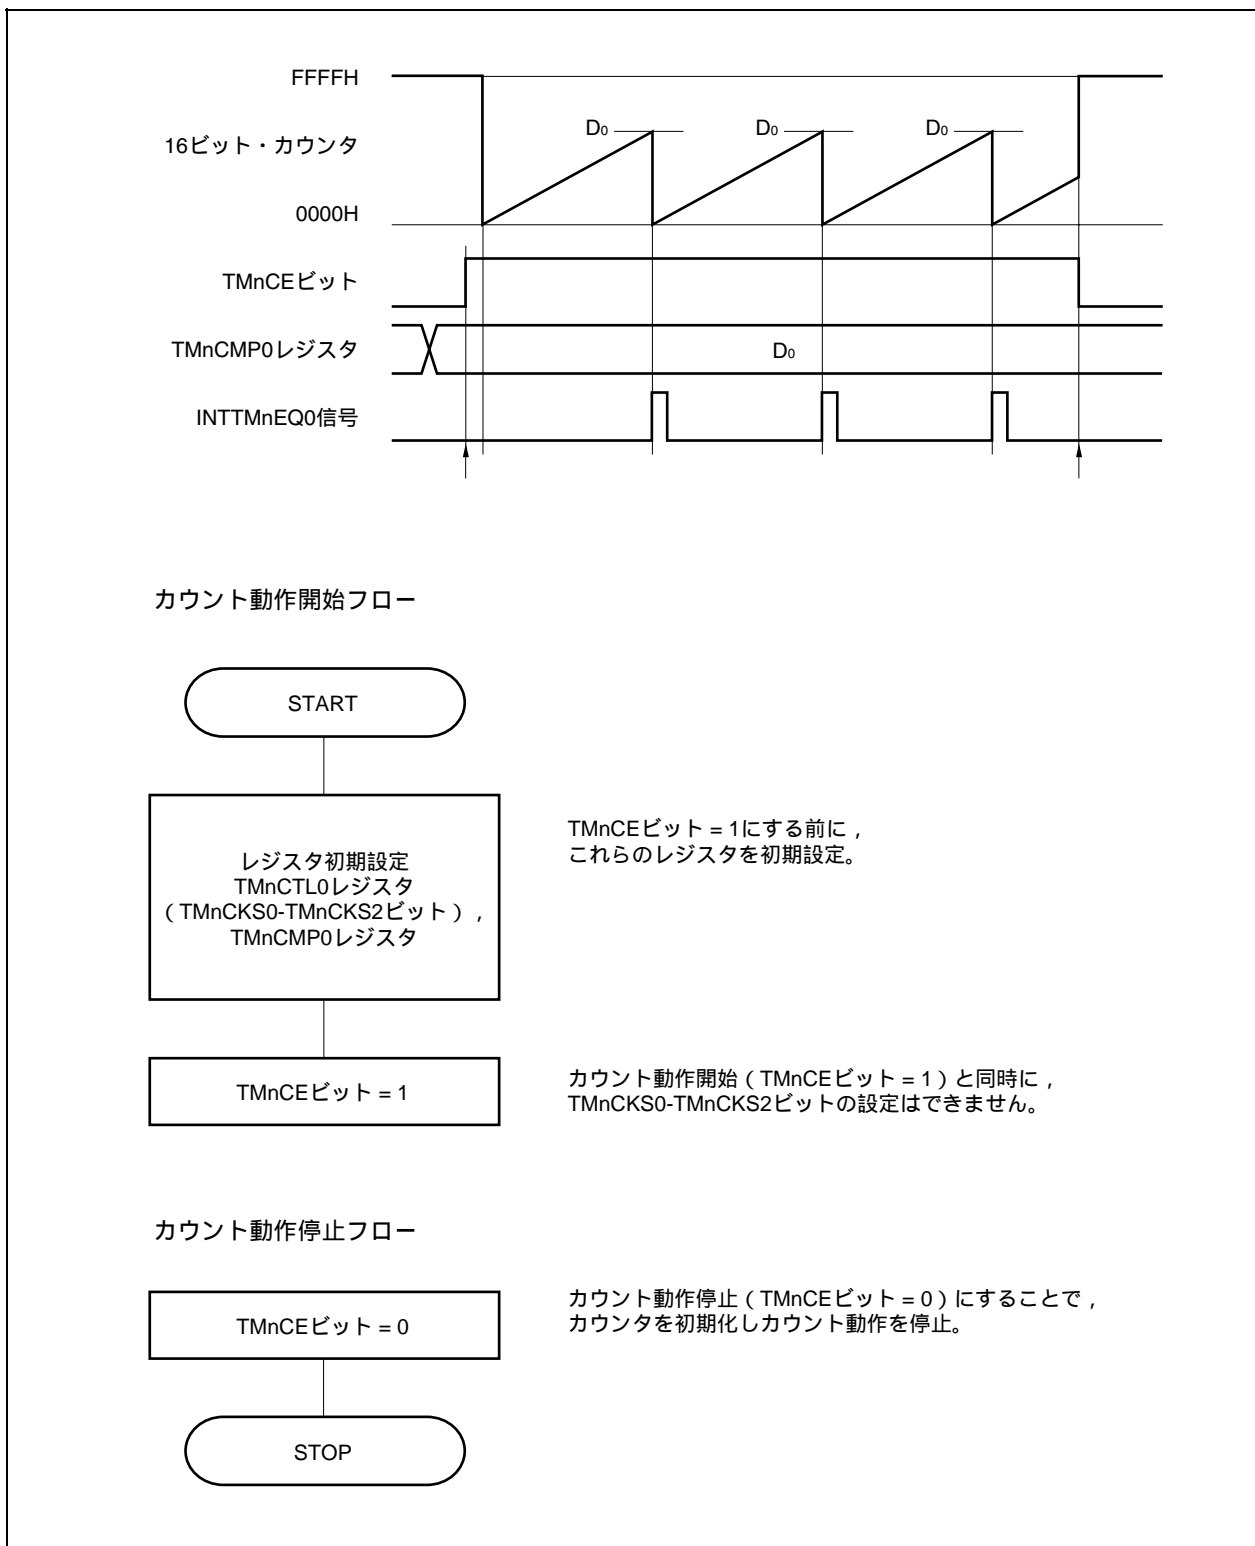 FFFFH
D0 D0 D0
16ビット・カウンタ
0000H
TMnCEビット
TMnCMP0レジスタ D0
INTTMnEQ0信号
カウント動作開始フロー
START
レジスタ初期設定
TMnCTL0レジスタ
（TMnCKS0-TMnCKS2ビット），
TMnCMP0レジスタ
TMnCEビット = 1にする前に，
これらのレジスタを初期設定。
TMnCEビット = 1
カウント動作開始（TMnCEビット = 1）と同時に，
TMnCKS0-TMnCKS2ビットの設定はできません。
カウント動作停止フロー
TMnCEビット = 0
カウント動作停止（TMnCEビット = 0）にすることで，
カウンタを初期化しカウント動作を停止。
STOP